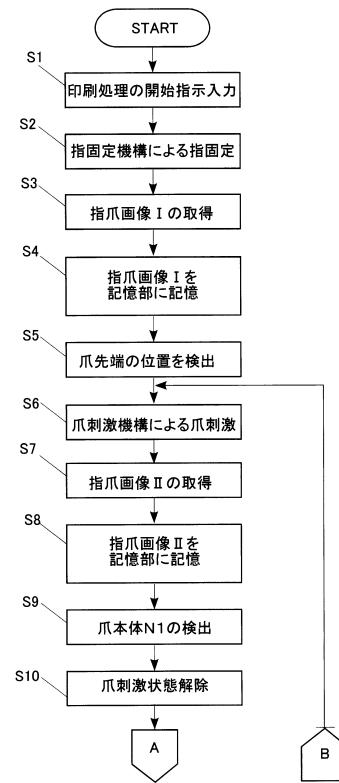 START
S1
印刷処理の開始指示入力
S2
指固定機構による指固定
S3
指爪画像Ⅰの取得
S4
指爪画像Ⅰを
記憶部に記憶
S5
爪先端の位置を検出
S6
爪刺激機構による爪刺激
S7
指爪画像Ⅱの取得
S8
指爪画像Ⅱを
記憶部に記憶
S9
爪本体N1の検出
S10
爪刺激状態解除
A
B